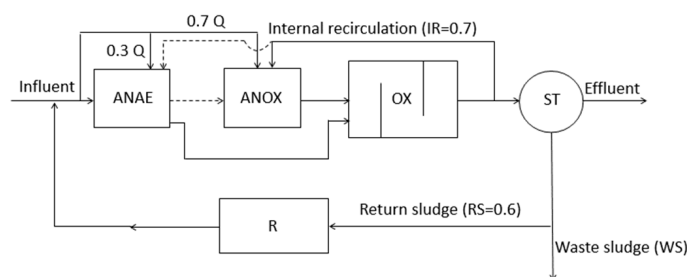 0.7 Q
Internal recirculation (IR=0.7)
0.3 Q
Influent
ANAE
ANOX
OX
ST
Effluent
Return sludge (RS=0.6)
R
Waste sludge (WS)